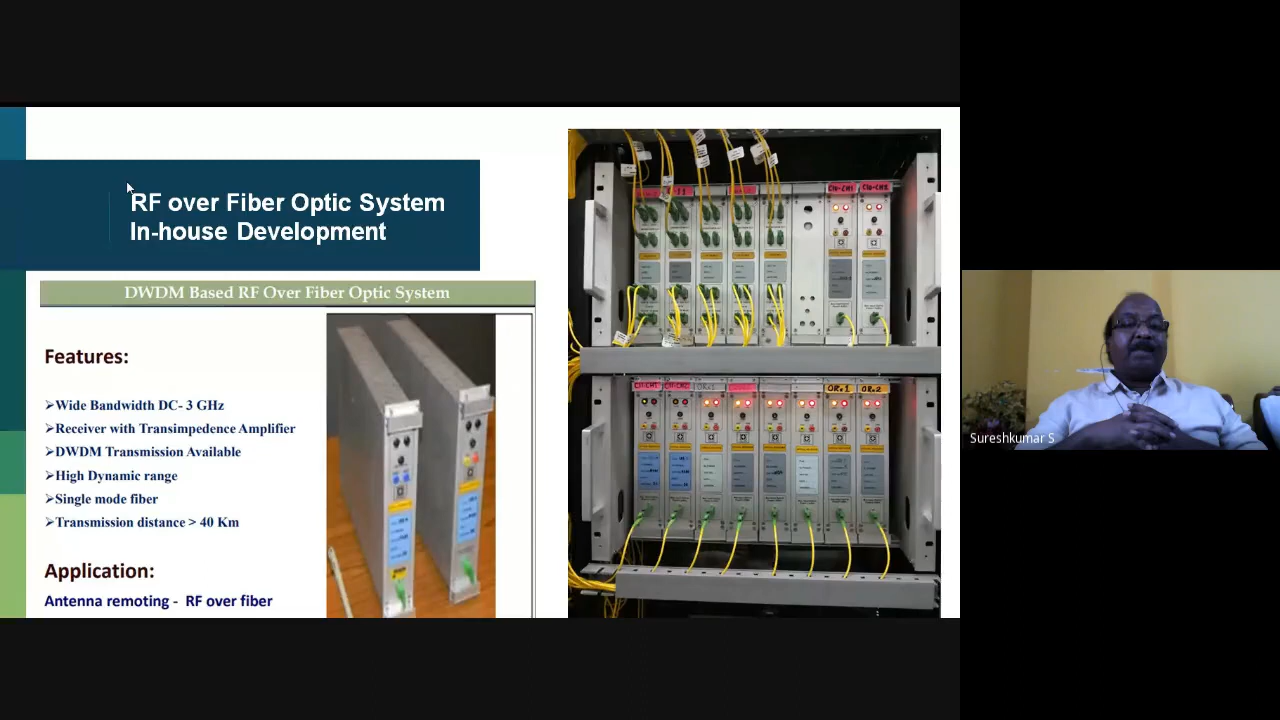 RF over Fiber Optic System
In-house Development
DWDM Based RF Over Fiber Optic System
Features:
➢Wide Bandwidth DC- 3 GHz
➢Receiver with Transimpedence Amplifier
➢DWDM Transmission Available
➢High Dynamic range
➢Single mode fiber
➢Transmission distance > 40 Km
Application:
Antenna remoting - RF over fiber
ORx1
ORx2
Sureshkumar S